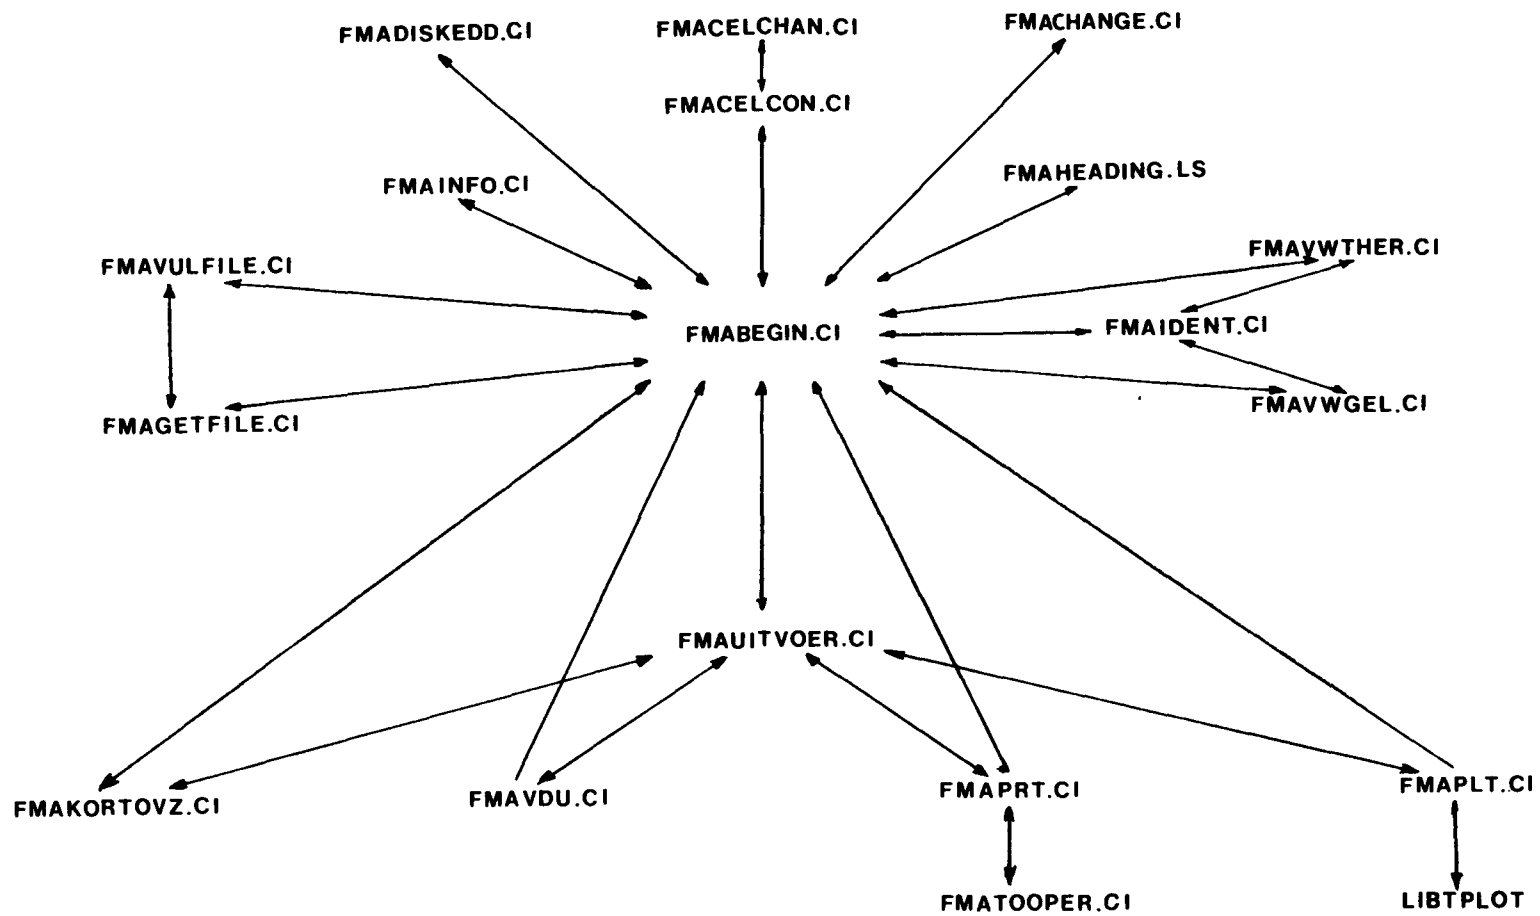 FMADISKEDD.CI
FMACELCHAN.CI
FMACHANGE.CI
FMACELCON.CI
FMAINFO.CI
FMAHEADING.LS
FMAVULFILE.CI
FMAVWTHER.CI
FMABEGIN.CI
FMAIDENT.CI
FMAGETFILE.CI
FMAVWGEL.CI
FMAUITVOER.CI
FMAKORTOVZ.CI
FMAVDU.CI
FMAPRT.CI
FMAPLT.CI
FMATOOPER.CI
LIBTPLOT